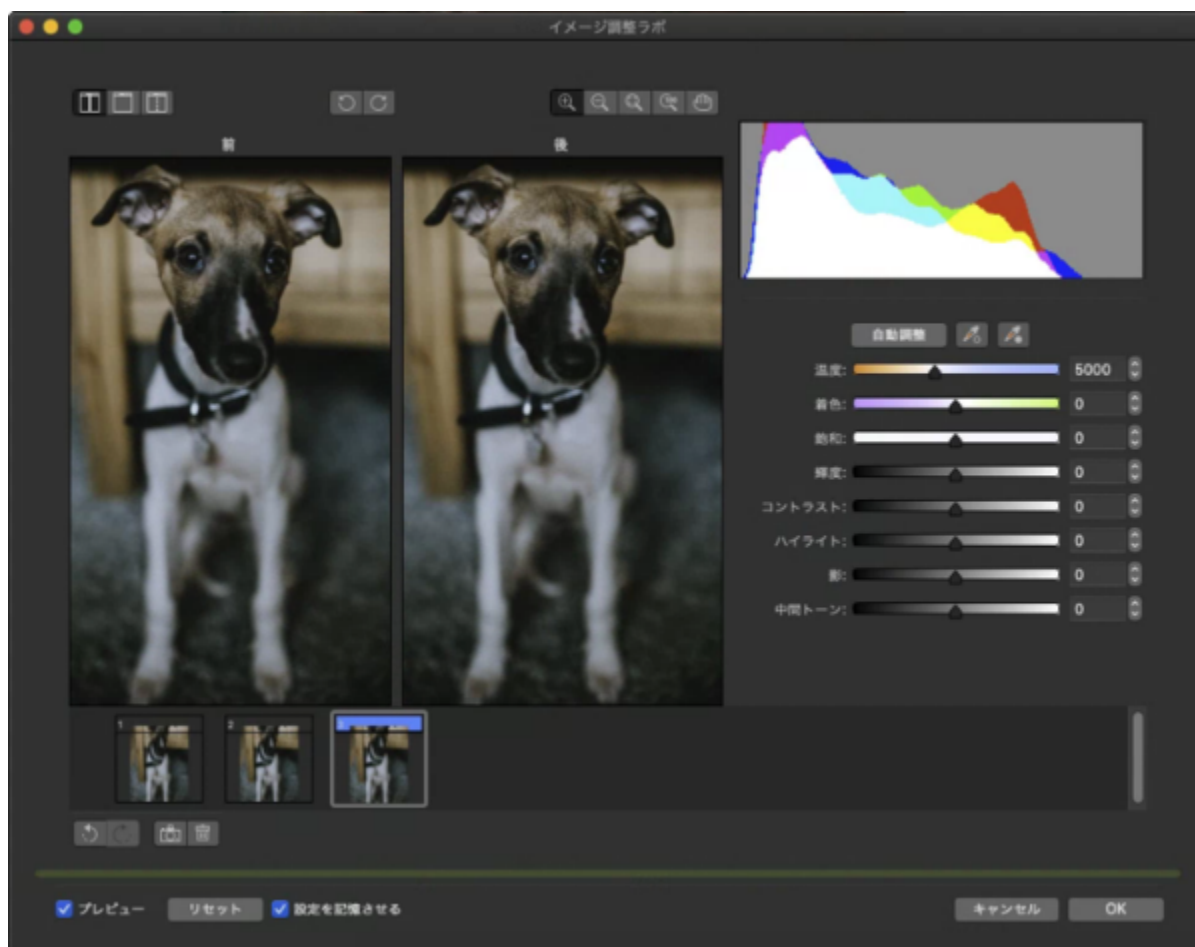 イメージ調整ラボ
前
後
自動調整
温度: 5000
着色: 0
飽和: 0
輝度: 0
コントラスト: 0
ハイライト: 0
影: 0
中間トーン: 0
1
2
3
プレビュー
リセット
設定を記憶させる
キャンセル
OK